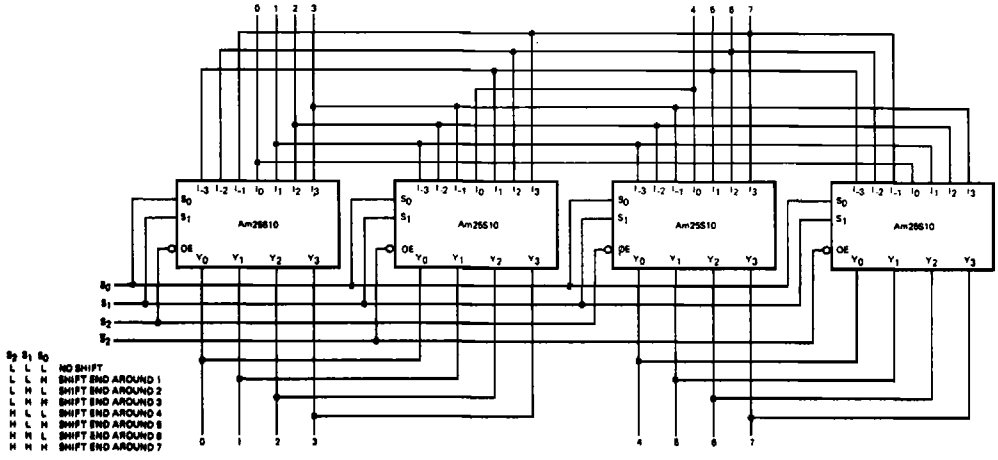 0 1 2 3 4 5 6 7
I-3 I-2 I-1 I0 I1 I2 I3 I-3 I-2 I-1 I0 I1 I2 I3 I-3 I-2 I-1 I0 I1 I2 I3 I-3 I-2 I-1 I0 I1 I2 I3
S0 S0 S0 S0
S1 S1 S1 S1
Am25S10 Am25S10 Am25S10 Am25S10
OE OE OE OE
Y0 Y1 Y2 Y3 Y0 Y1 Y2 Y3 Y0 Y1 Y2 Y3 Y0 Y1 Y2 Y3
S0
S1
S2
S̅2
S2 S1 S0
L L L NO SHIFT
L L H SHIFT END AROUND 1
L H L SHIFT END AROUND 2
L H H SHIFT END AROUND 3
H L L SHIFT END AROUND 4
H L H SHIFT END AROUND 5
H H L SHIFT END AROUND 6
H H H SHIFT END AROUND 7
0 1 2 3 4 5 6 7